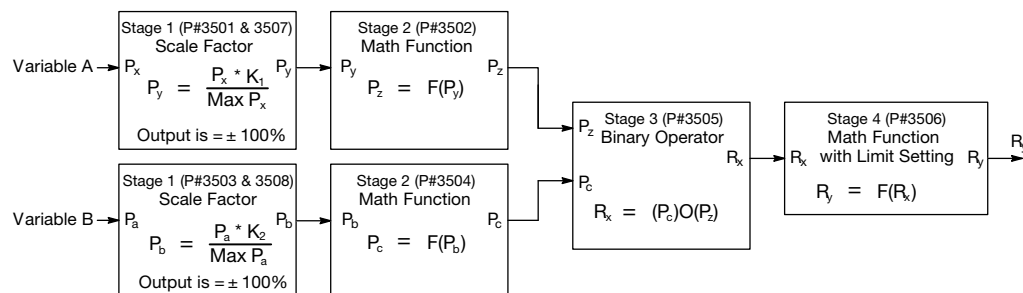 Stage 1 (P#3501 & 3507)
Scale Factor
Variable A
Px
Py = Px * K1 / Max Px
Py
Output is = ± 100%
Stage 2 (P#3502)
Math Function
Py
Pz = F(Py)
Pz
Stage 1 (P#3503 & 3508)
Scale Factor
Variable B
Pa
Pb = Pa * K2 / Max Pa
Pb
Output is = ± 100%
Stage 2 (P#3504)
Math Function
Pb
Pc = F(Pb)
Pc
Stage 3 (P#3505)
Binary Operator
Pz
Pc
Rx
Rx = (Pc)O(Pz)
Stage 4 (P#3506)
Math Function
with Limit Setting
Rx
Ry
Ry = F(Rx)